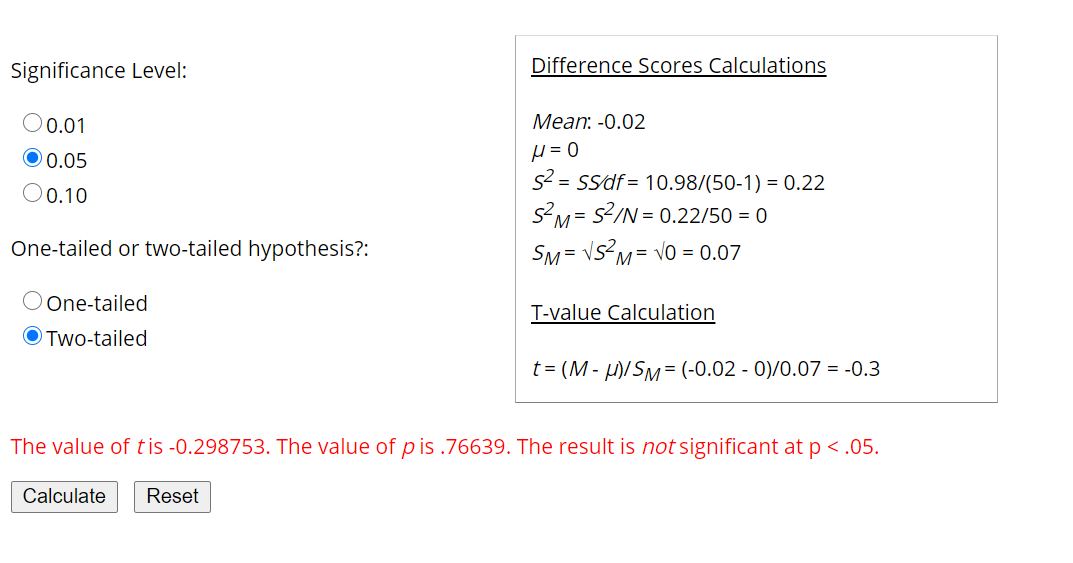 Significance Level:
0.01
0.05
0.10
One-tailed or two-tailed hypothesis?:
One-tailed
Two-tailed
Difference Scores Calculations
Mean: -0.02
μ = 0
S² = SS⁄df = 10.98/(50-1) = 0.22
S²M = S²/N = 0.22/50 = 0
SM = √S²M = √0 = 0.07
T-value Calculation
t = (M - μ)/SM = (-0.02 - 0)/0.07 = -0.3
The value of t is -0.298753. The value of p is .76639. The result is not significant at p < .05.
Calculate Reset